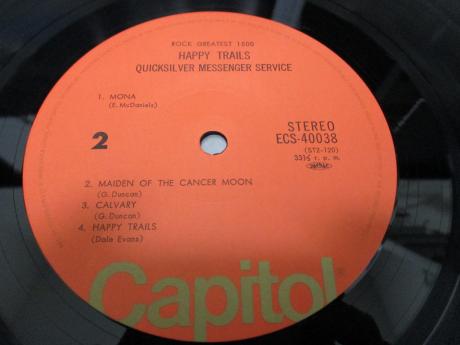 ROCK GREATEST 1500
HAPPY TRAILS
QUICKSILVER MESSENGER SERVICE
1. MONA
(E. McDaniels)
2
STEREO
ECS-40038
(ST2-120)
33⅓ r. p. m.
2. MAIDEN OF THE CANCER MOON
(G. Duncan)
3. CALVARY
(G. Duncan)
4. HAPPY TRAILS
(Dale Evans)
Capitol
®